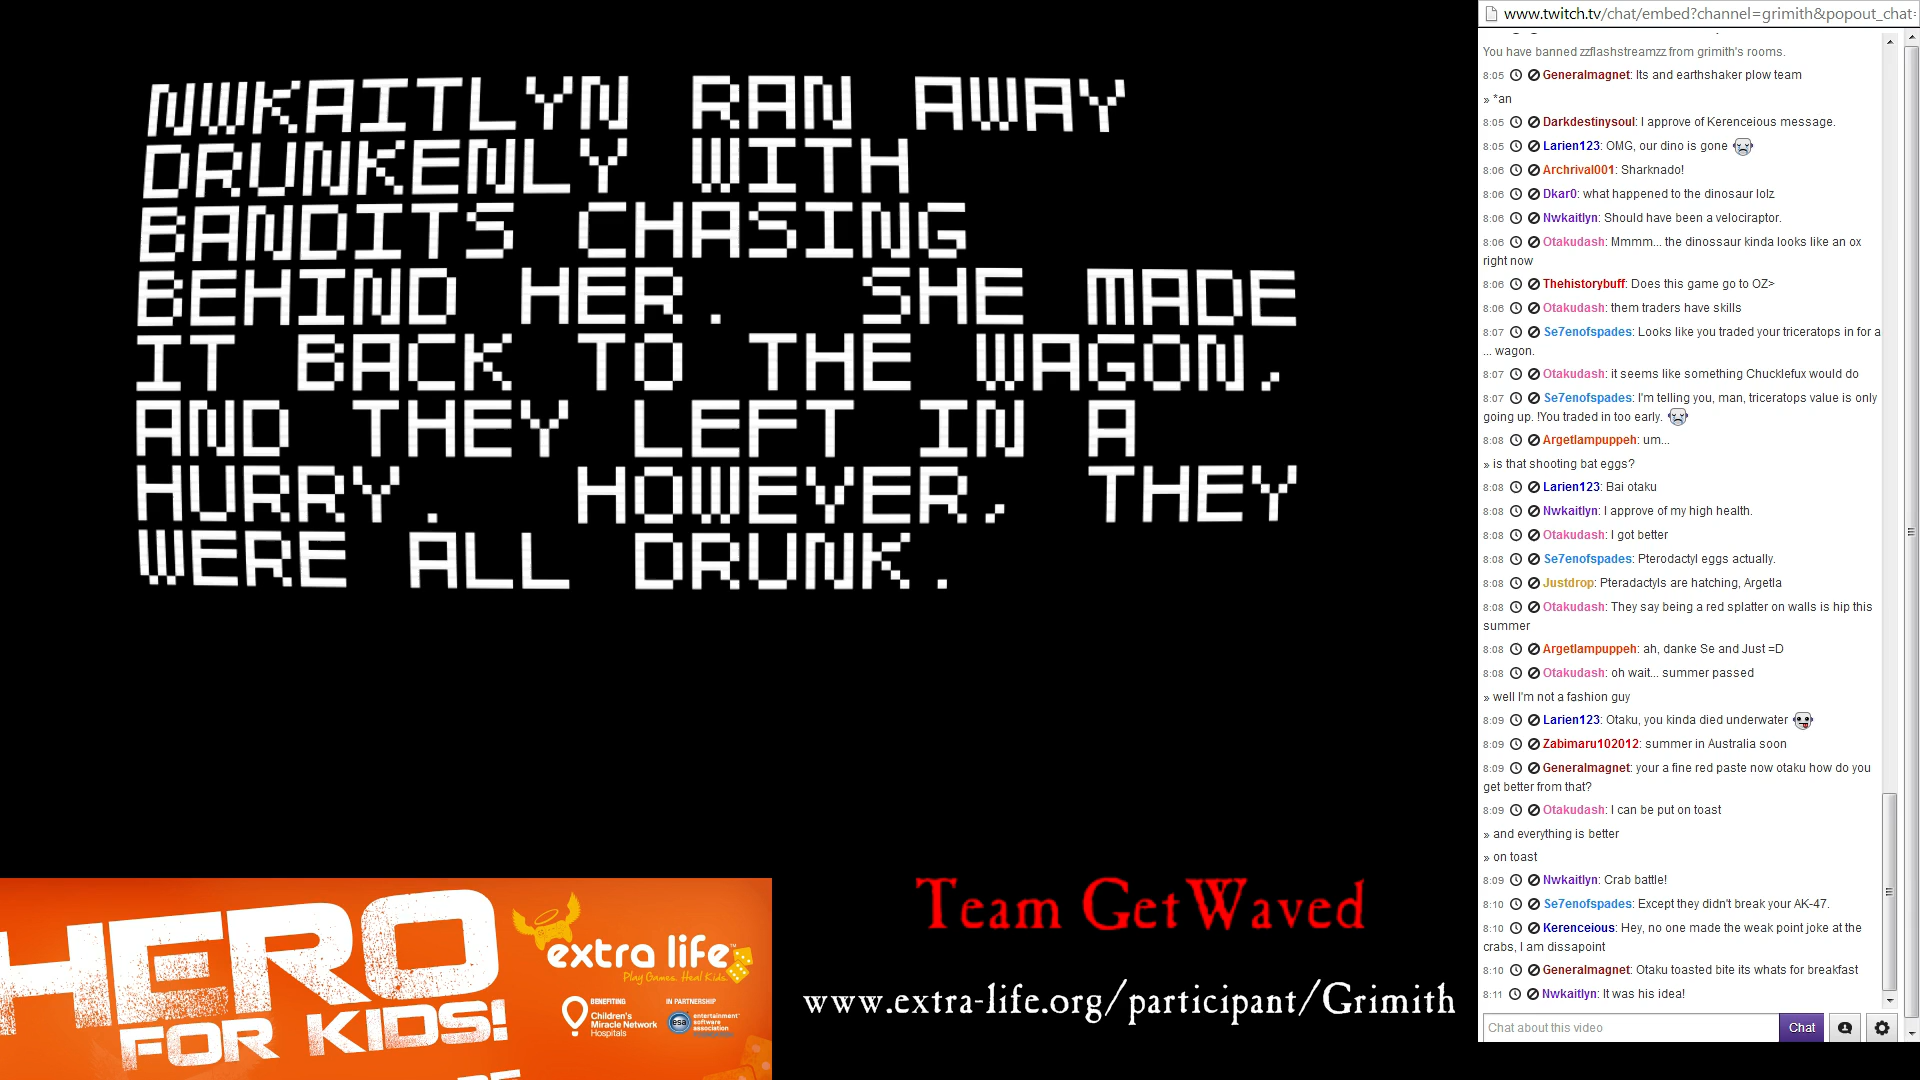 NWKAITLYN RAN AWAY
DRUNKENLY WITH
BANDITS CHASING
BEHIND HER. SHE MADE
IT BACK TO THE WAGON,
AND THEY LEFT IN A
HURRY. HOWEVER, THEY
WERE ALL DRUNK.
HERO
FOR KIDS!
extra life™
Play Games. Heal Kids.
BENEFITING
Children's
Miracle Network
Hospitals
IN PARTNERSHIP
esa
entertainment
software
association
Team GetWaved
www.extra-life.org/participant/Grimith
www.twitch.tv/chat/embed?channel=grimith&popout_chat=
You have banned zzflashstreamzz from grimith's rooms.
8:05 Generalmagnet: Its and earthshaker plow team
» *an
8:05 Darkdestinysoul: I approve of Kerenceious message.
8:05 Larien123: OMG, our dino is gone
8:06 Archrival001: Sharknado!
8:06 Dkar0: what happened to the dinosaur lolz
8:06 Nwkaitlyn: Should have been a velociraptor.
8:06 Otakudash: Mmmm... the dinossaur kinda looks like an ox
right now
8:06 Thehistorybuff: Does this game go to OZ>
8:06 Otakudash: them traders have skills
8:07 Se7enofspades: Looks like you traded your triceratops in for a
... wagon.
8:07 Otakudash: it seems like something Chucklefux would do
8:07 Se7enofspades: I'm telling you, man, triceratops value is only
going up. !You traded in too early.
8:08 Argetlampuppeh: um...
» is that shooting bat eggs?
8:08 Larien123: Bai otaku
8:08 Nwkaitlyn: I approve of my high health.
8:08 Otakudash: I got better
8:08 Se7enofspades: Pterodactyl eggs actually.
8:08 Justdrop: Pteradactyls are hatching, Argetla
8:08 Otakudash: They say being a red splatter on walls is hip this
summer
8:08 Argetlampuppeh: ah, danke Se and Just =D
8:08 Otakudash: oh wait... summer passed
» well I'm not a fashion guy
8:09 Larien123: Otaku, you kinda died underwater
8:09 Zabimaru102012: summer in Australia soon
8:09 Generalmagnet: your a fine red paste now otaku how do you
get better from that?
8:09 Otakudash: I can be put on toast
» and everything is better
» on toast
8:09 Nwkaitlyn: Crab battle!
8:10 Se7enofspades: Except they didn't break your AK-47.
8:10 Kerenceious: Hey, no one made the weak point joke at the
crabs, I am dissapoint
8:10 Generalmagnet: Otaku toasted bite its whats for breakfast
8:11 Nwkaitlyn: It was his idea!
Chat about this video
Chat